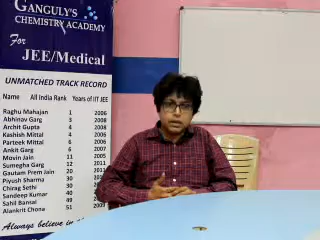 GANGULY'S
CHEMISTRY ACADEMY
For
JEE/Medical
UNMATCHED TRACK RECORD
Name All India Rank Years of IIT JEE
Raghu Mahajan 1 2006
Abhinav Garg 3 2008
Archit Gupta 4 2008
Kashish Mittal 4 2006
Parteek Mittal 6 2006
Ankit Garg 6 2007
Movin Jain 11 2005
Sumegha Garg 12 2011
Gautam Prem Jain 20 2011
Piyush Sharma 30
Chirag Sethi 30
Sandeep Kumar 40
Sahil Bansal 49
Alankrit Chona 51
Always believe in